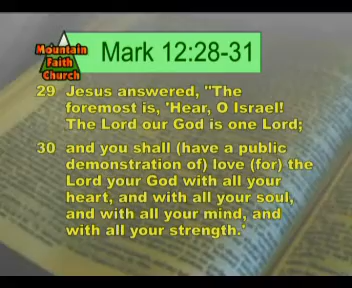 Mountain
Faith
Church
Mark 12:28-31
29 Jesus answered, "The
foremost is, 'Hear, O Israel!
The Lord our God is one Lord;
30 and you shall (have a public
demonstration of) love (for) the
Lord your God with all your
heart, and with all your soul,
and with all your mind, and
with all your strength.'